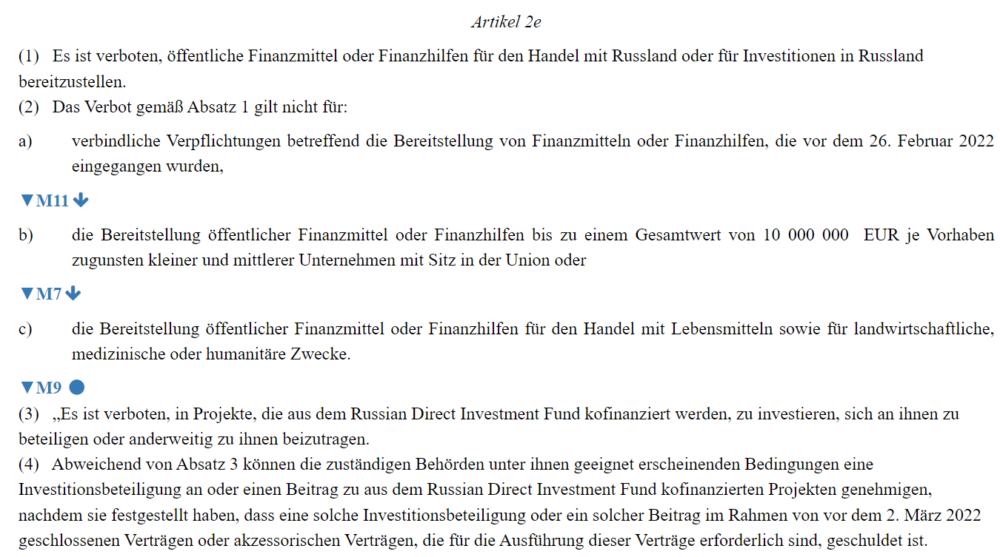 Artikel 2e
(1) Es ist verboten, öffentliche Finanzmittel oder Finanzhilfen für den Handel mit Russland oder für Investitionen in Russland
bereitzustellen.
(2) Das Verbot gemäß Absatz 1 gilt nicht für:
a) verbindliche Verpflichtungen betreffend die Bereitstellung von Finanzmitteln oder Finanzhilfen, die vor dem 26. Februar 2022
eingegangen wurden,
▼M11
b) die Bereitstellung öffentlicher Finanzmittel oder Finanzhilfen bis zu einem Gesamtwert von 10 000 000 EUR je Vorhaben
zugunsten kleiner und mittlerer Unternehmen mit Sitz in der Union oder
▼M7
c) die Bereitstellung öffentlicher Finanzmittel oder Finanzhilfen für den Handel mit Lebensmitteln sowie für landwirtschaftliche,
medizinische oder humanitäre Zwecke.
▼M9
(3) „Es ist verboten, in Projekte, die aus dem Russian Direct Investment Fund kofinanziert werden, zu investieren, sich an ihnen zu
beteiligen oder anderweitig zu ihnen beizutragen.
(4) Abweichend von Absatz 3 können die zuständigen Behörden unter ihnen geeignet erscheinenden Bedingungen eine
Investitionsbeteiligung an oder einen Beitrag zu aus dem Russian Direct Investment Fund kofinanzierten Projekten genehmigen,
nachdem sie festgestellt haben, dass eine solche Investitionsbeteiligung oder ein solcher Beitrag im Rahmen von vor dem 2. März 2022
geschlossenen Verträgen oder akzessorischen Verträgen, die für die Ausführung dieser Verträge erforderlich sind, geschuldet ist.